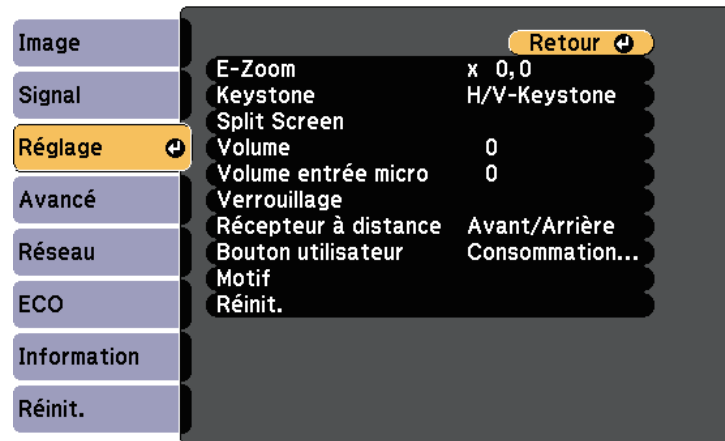 Image
Signal
Réglage
Avancé
Réseau
ECO
Information
Réinit.
Retour
E-Zoom x 0,0
Keystone H/V-Keystone
Split Screen
Volume 0
Volume entrée micro 0
Verrouillage
Récepteur à distance Avant/Arrière
Bouton utilisateur Consommation...
Motif
Réinit.